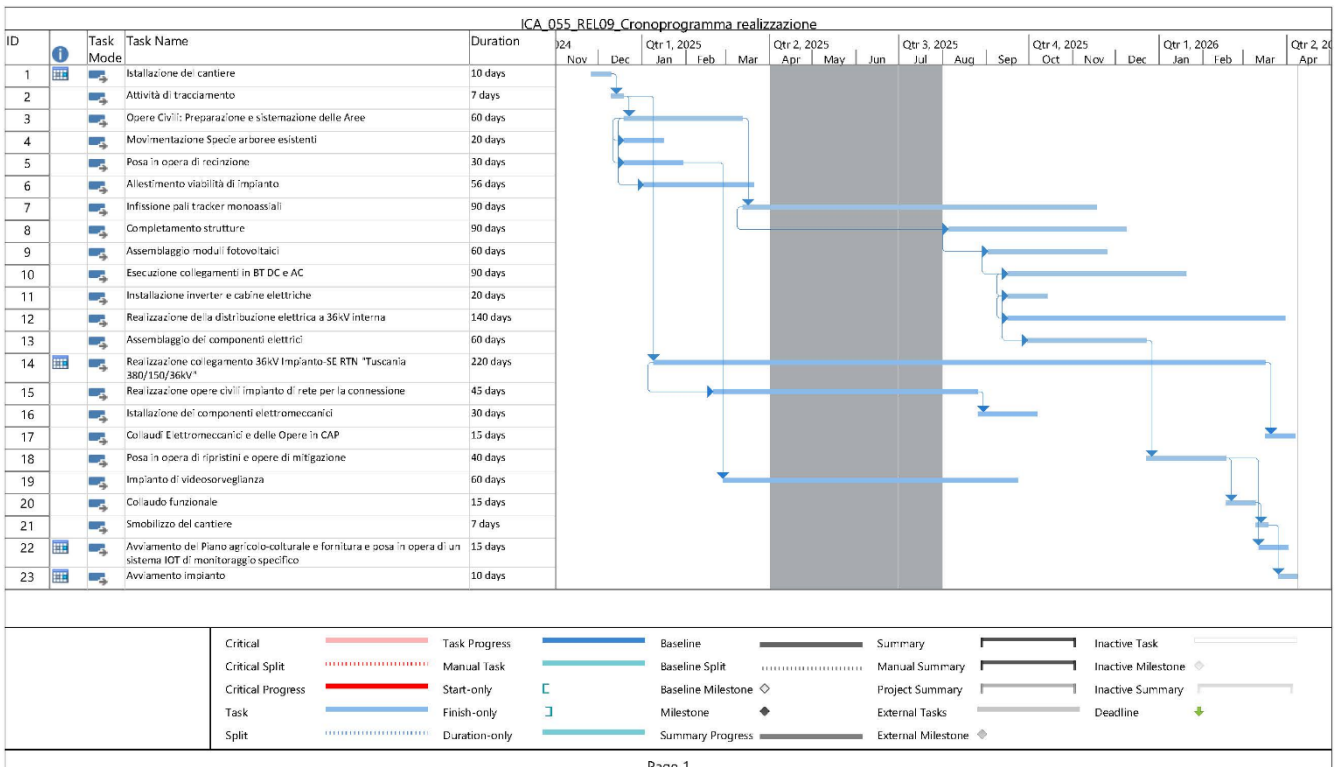 ICA_055_REL09_Cronoprogramma realizzazione
ID Task Mode Task Name Duration
024 Qtr 1, 2025 Qtr 2, 2025 Qtr 3, 2025 Qtr 4, 2025 Qtr 1, 2026 Qtr 2, 20
Nov Dec Jan Feb Mar Apr May Jun Jul Aug Sep Oct Nov Dec Jan Feb Mar Apr
1 Istallazione del cantiere 10 days
2 Attività di tracciamento 7 days
3 Opere Civili: Preparazione e sistemazione delle Aree 60 days
4 Movimentazione Specie arboree esistenti 20 days
5 Posa in opera di recinzione 30 days
6 Allestimento viabilità di impianto 56 days
7 Infissione pali tracker monoassiali 90 days
8 Completamento strutture 90 days
9 Assemblaggio moduli fotovoltaici 60 days
10 Esecuzione collegamenti in BT DC e AC 90 days
11 Installazione inverter e cabine elettriche 20 days
12 Realizzazione della distribuzione elettrica a 36kV interna 140 days
13 Assemblaggio dei componenti elettrici 60 days
14 Realizzazione collegamento 36kV Impianto-SE RTN "Tuscania 220 days
380/150/36kV"
15 Realizzazione opere civili impianto di rete per la connessione 45 days
16 Istallazione dei componenti elettromeccanici 30 days
17 Collaudi Elettromeccanici e delle Opere in CAP 15 days
18 Posa in opera di ripristini e opere di mitigazione 40 days
19 Impianto di videosorveglianza 60 days
20 Collaudo funzionale 15 days
21 Smobilizzo del cantiere 7 days
22 Avviamento del Piano agricolo-colturale e fornitura e posa in opera di un 15 days
sistema IOT di monitoraggio specifico
23 Avviamento impianto 10 days
Critical Task Progress Baseline Summary Inactive Task
Critical Split Manual Task Baseline Split Manual Summary Inactive Milestone
Critical Progress Start-only Baseline Milestone Project Summary Inactive Summary
Task Finish-only Milestone External Tasks Deadline
Split Duration-only Summary Progress External Milestone
Page 1